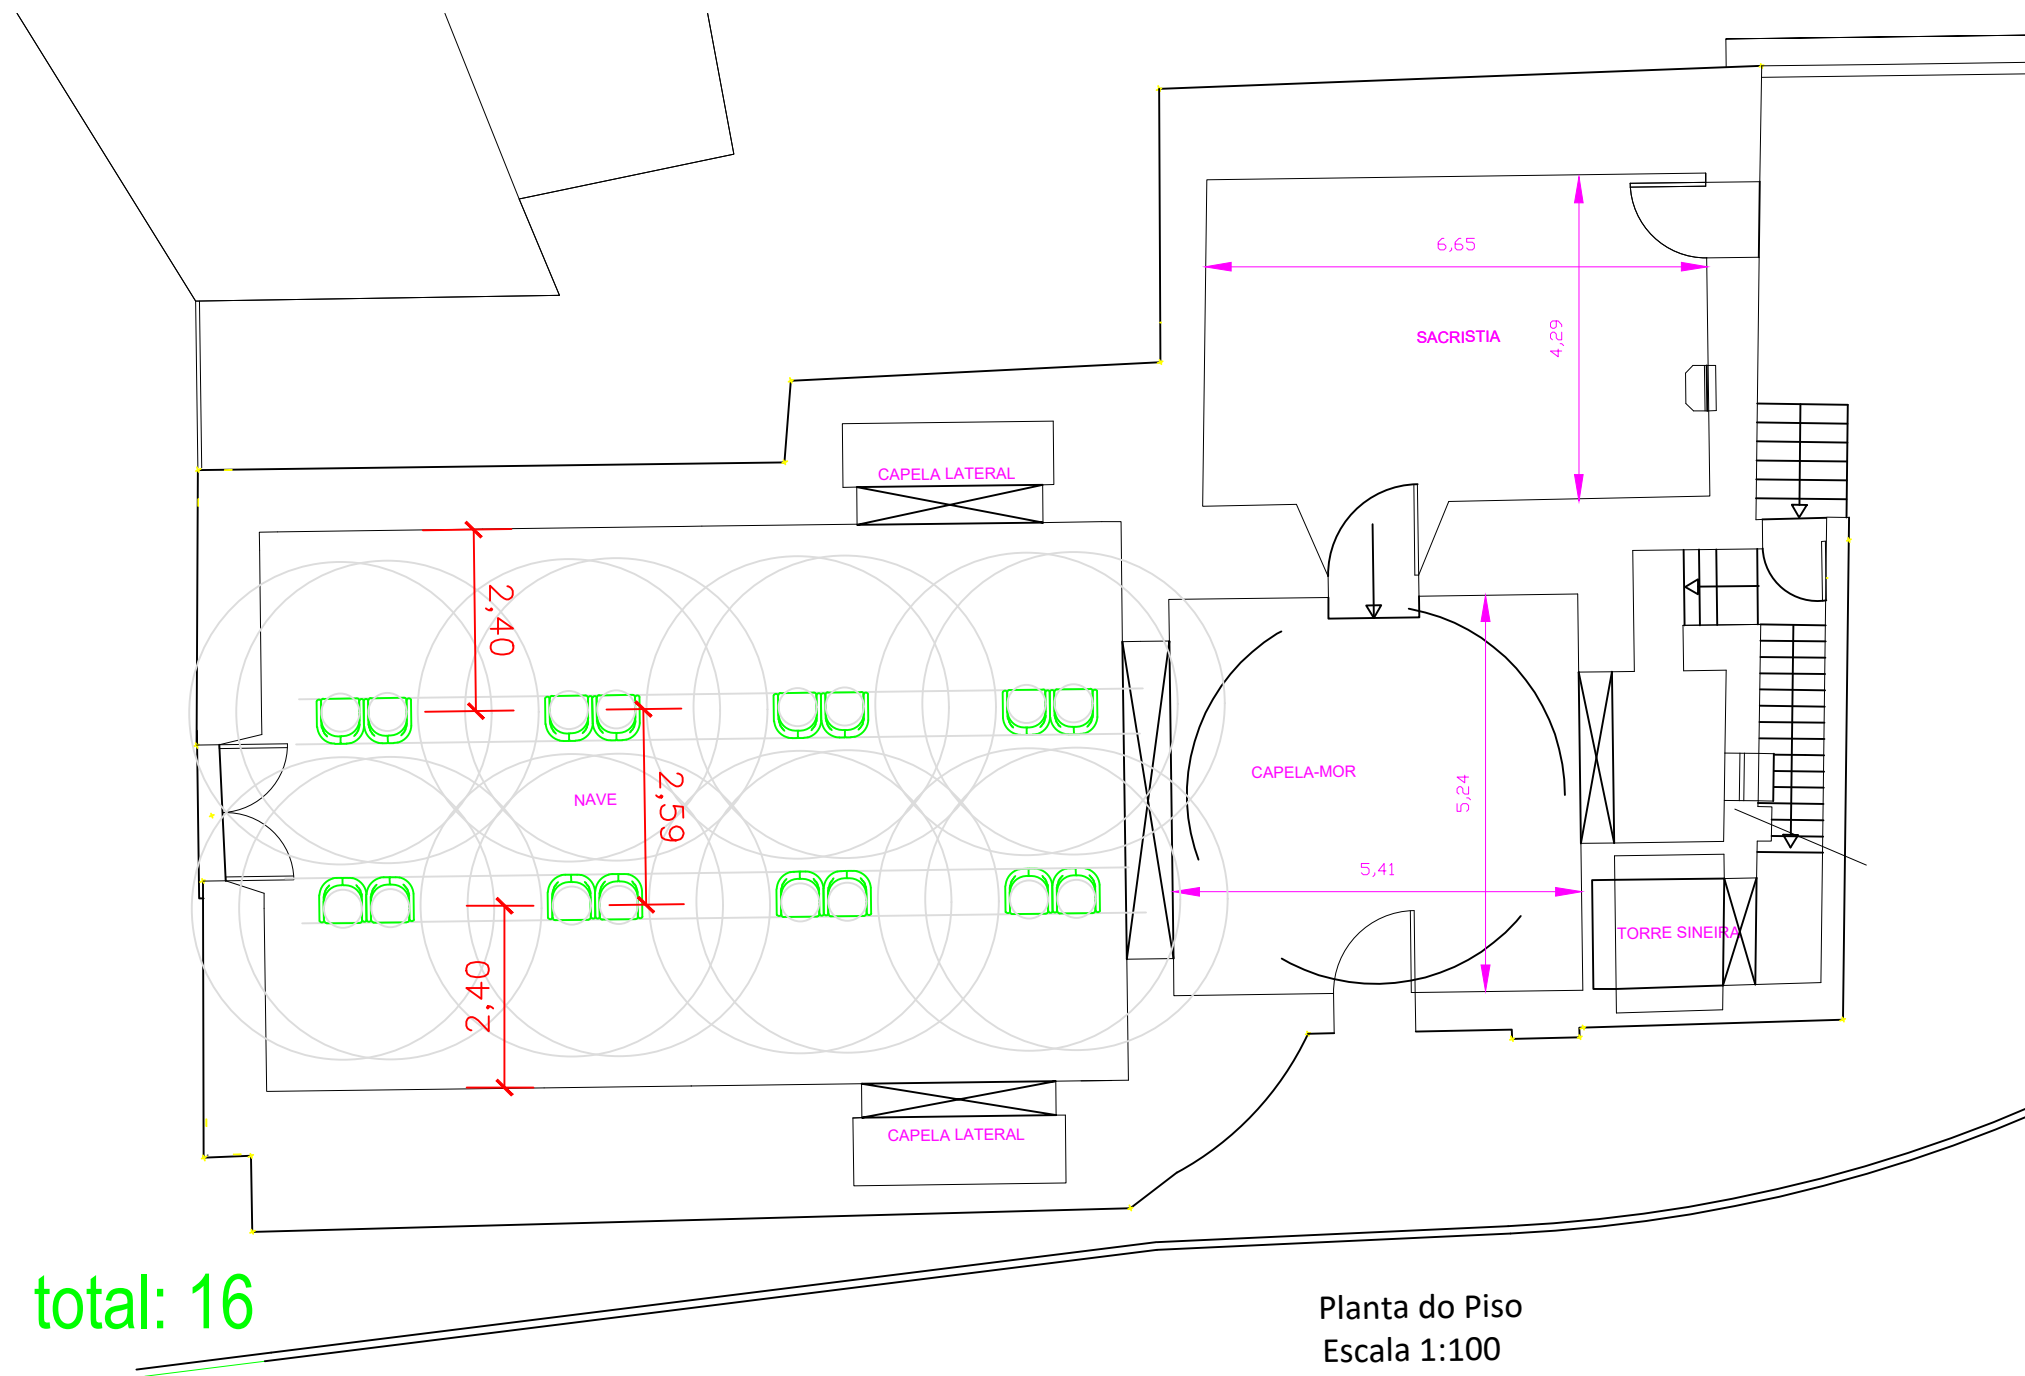 6,65
SACRISTIA
4,29
CAPELA LATERAL
2,40
NAVE
2,59
CAPELA-MOR
5,24
5,41
TORRE SINEIRA
2,40
CAPELA LATERAL
total: 16
Planta do Piso
Escala 1:100